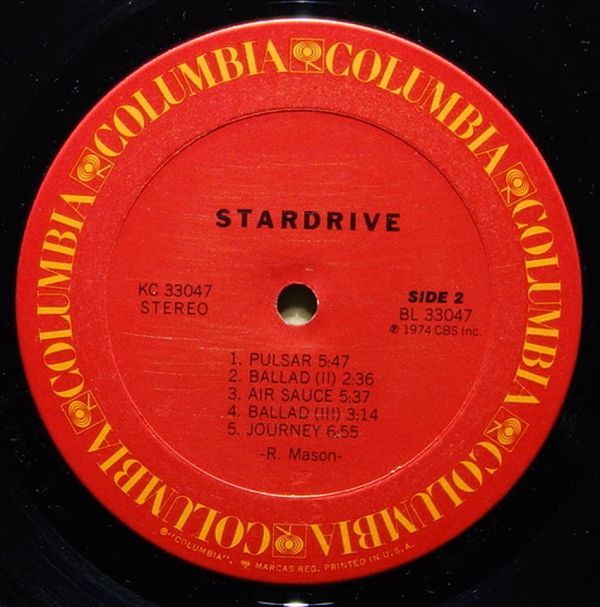 COLUMBIA COLUMBIA COLUMBIA COLUMBIA COLUMBIA COLUMBIA COLUMBIA COLUMBIA
STARDRIVE
KC 33047
STEREO
SIDE 2
BL 33047
℗ 1974 CBS Inc.
1. PULSAR 5:47
2. BALLAD (II) 2:36
3. AIR SAUCE 5:37
4. BALLAD (III) 3:14
5. JOURNEY 6:55
-R. Mason-
®"COLUMBIA", MARCAS REG. PRINTED IN U.S.A.